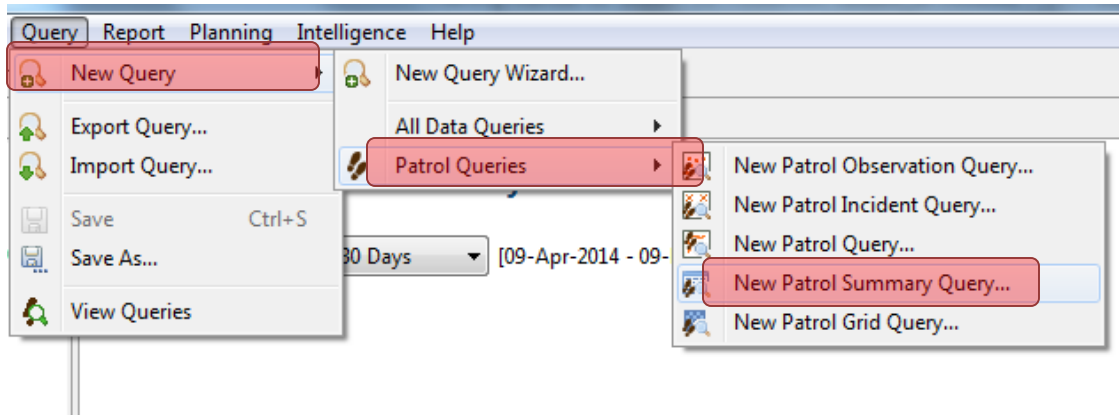 Query Report Planning Intelligence Help
New Query
Export Query...
Import Query...
Save Ctrl+S
Save As...
View Queries
New Query Wizard...
All Data Queries
Patrol Queries
New Patrol Observation Query...
New Patrol Incident Query...
New Patrol Query...
New Patrol Summary Query...
New Patrol Grid Query...
30 Days [09-Apr-2014 - 09-